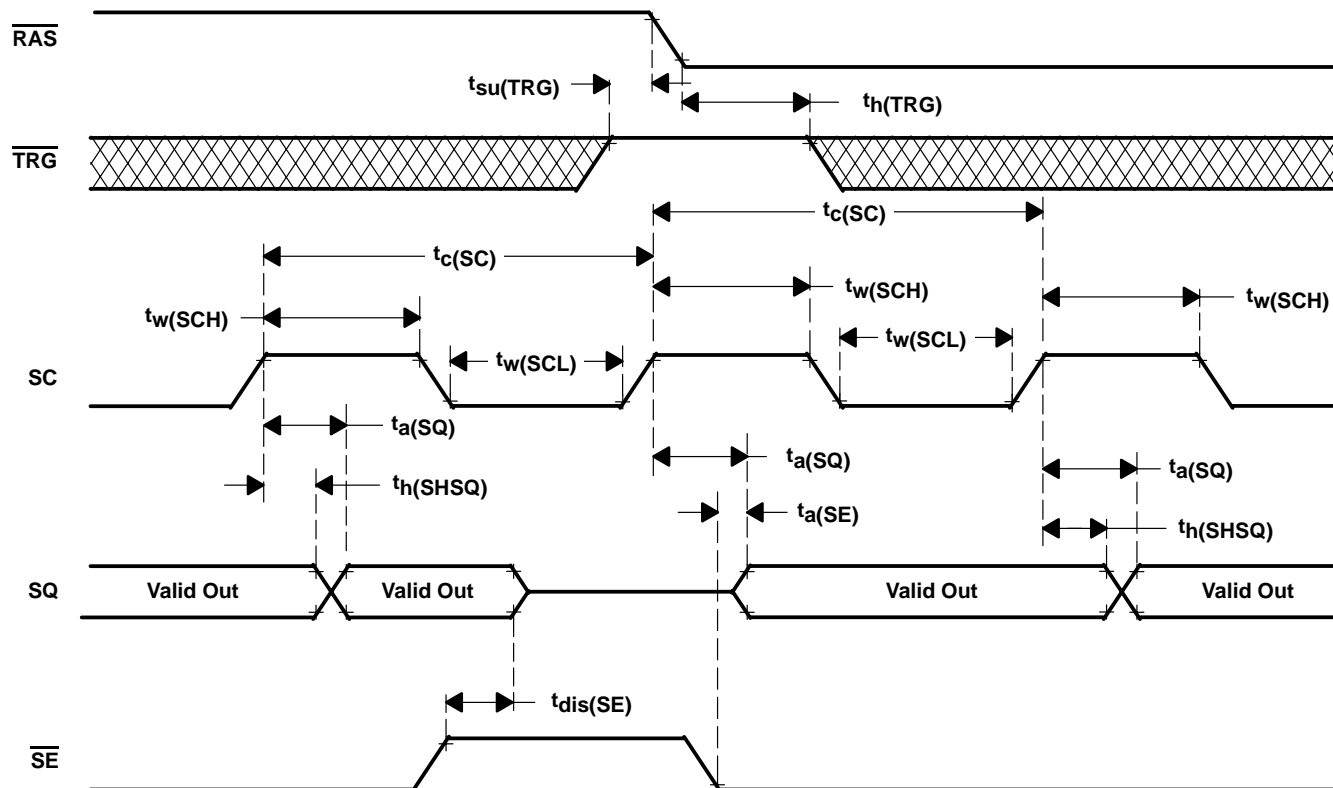 RAS
tsu(TRG)
th(TRG)
TRG
tc(SC)
tc(SC)
tw(SCH)
tw(SCH)
tw(SCH)
tw(SCL)
tw(SCL)
SC
ta(SQ)
ta(SQ)
ta(SQ)
th(SHSQ)
ta(SE)
th(SHSQ)
SQ
Valid Out Valid Out Valid Out Valid Out
tdis(SE)
SE